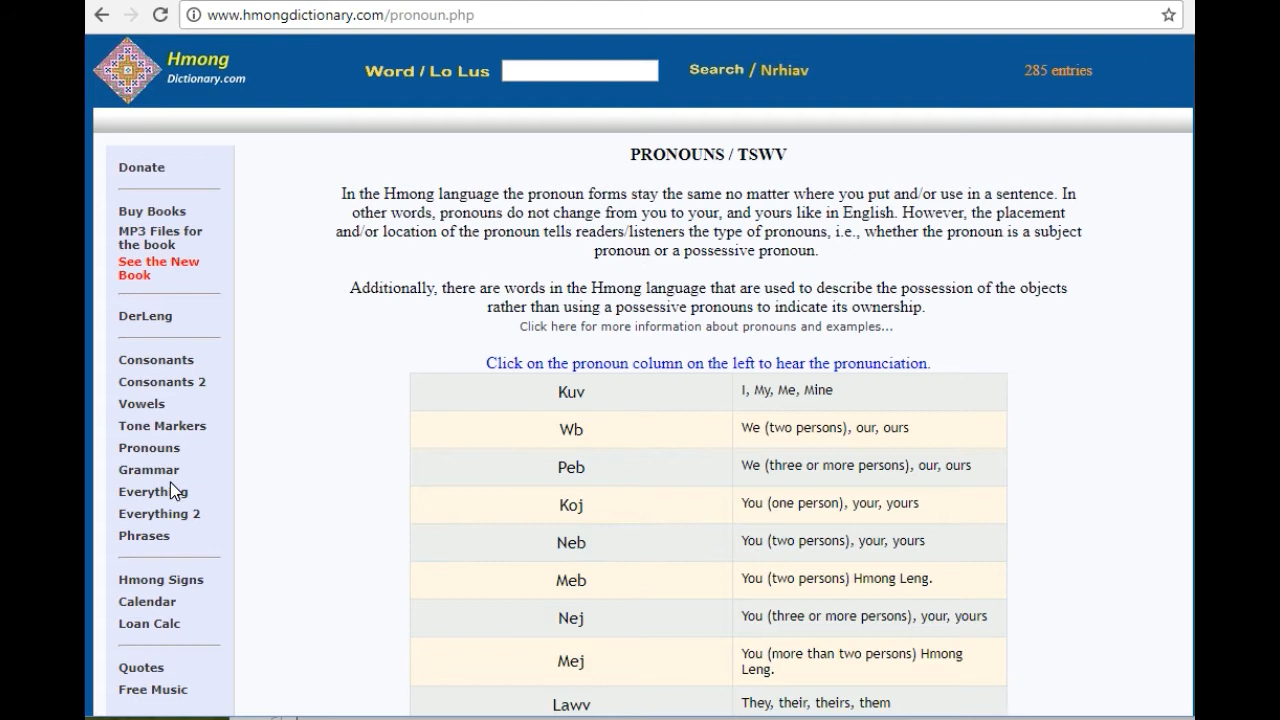 www.hmongdictionary.com/pronoun.php
Hmong
Dictionary.com
Word / Lo Lus
Search / Nrhiav
285 entries
Donate
Buy Books
MP3 Files for
the book
See the New
Book
DerLeng
Consonants
Consonants 2
Vowels
Tone Markers
Pronouns
Grammar
Everything
Everything 2
Phrases
Hmong Signs
Calendar
Loan Calc
Quotes
Free Music
PRONOUNS / TSWV
In the Hmong language the pronoun forms stay the same no matter where you put and/or use in a sentence. In
other words, pronouns do not change from you to your, and yours like in English. However, the placement
and/or location of the pronoun tells readers/listeners the type of pronouns, i.e., whether the pronoun is a subject
pronoun or a possessive pronoun.
Additionally, there are words in the Hmong language that are used to describe the possession of the objects
rather than using a possessive pronouns to indicate its ownership.
Click here for more information about pronouns and examples...
Click on the pronoun column on the left to hear the pronunciation.
Kuv I, My, Me, Mine
Wb We (two persons), our, ours
Peb We (three or more persons), our, ours
Koj You (one person), your, yours
Neb You (two persons), your, yours
Meb You (two persons) Hmong Leng.
Nej You (three or more persons), your, yours
Mej You (more than two persons) Hmong
Leng.
Lawv They, their, theirs, them